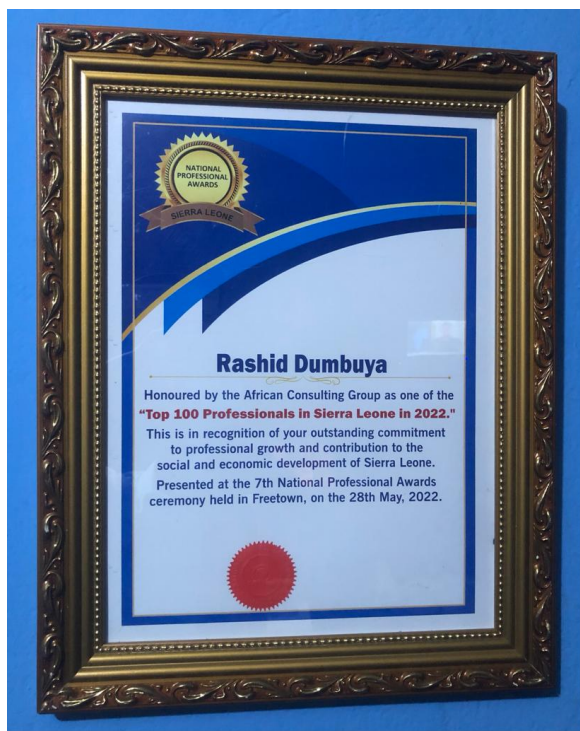 NATIONAL
PROFESSIONAL
AWARDS
SIERRA LEONE
Rashid Dumbuya
Honoured by the African Consulting Group as one of the
“Top 100 Professionals in Sierra Leone in 2022."
This is in recognition of your outstanding commitment
to professional growth and contribution to the
social and economic development of Sierra Leone.
Presented at the 7th National Professional Awards
ceremony held in Freetown, on the 28th May, 2022.